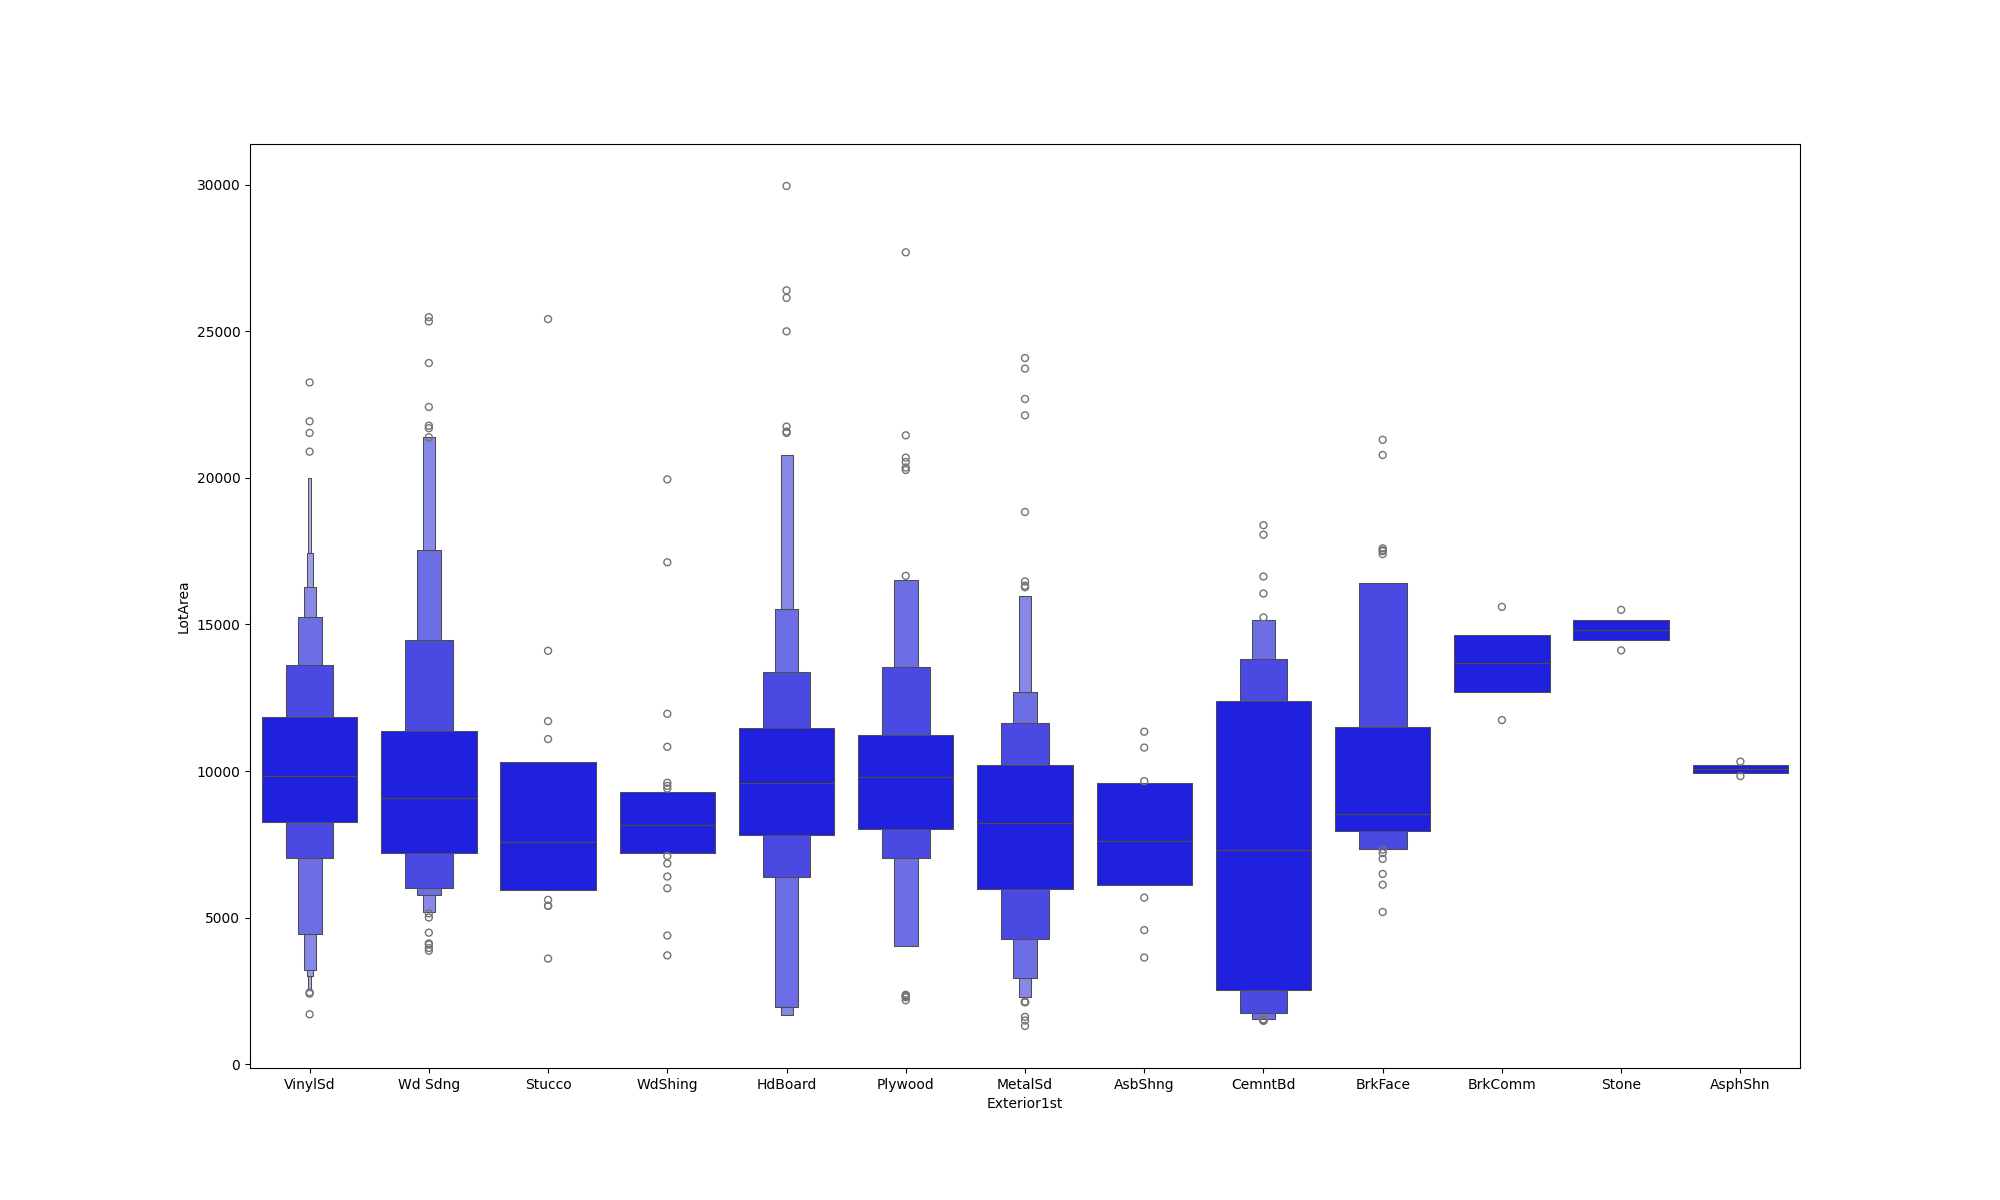 30000
25000
20000
15000
10000
5000
0
LotArea
VinylSd Wd Sdng Stucco WdShing HdBoard Plywood MetalSd AsbShng CemntBd BrkFace BrkComm Stone AsphShn
Exterior1st